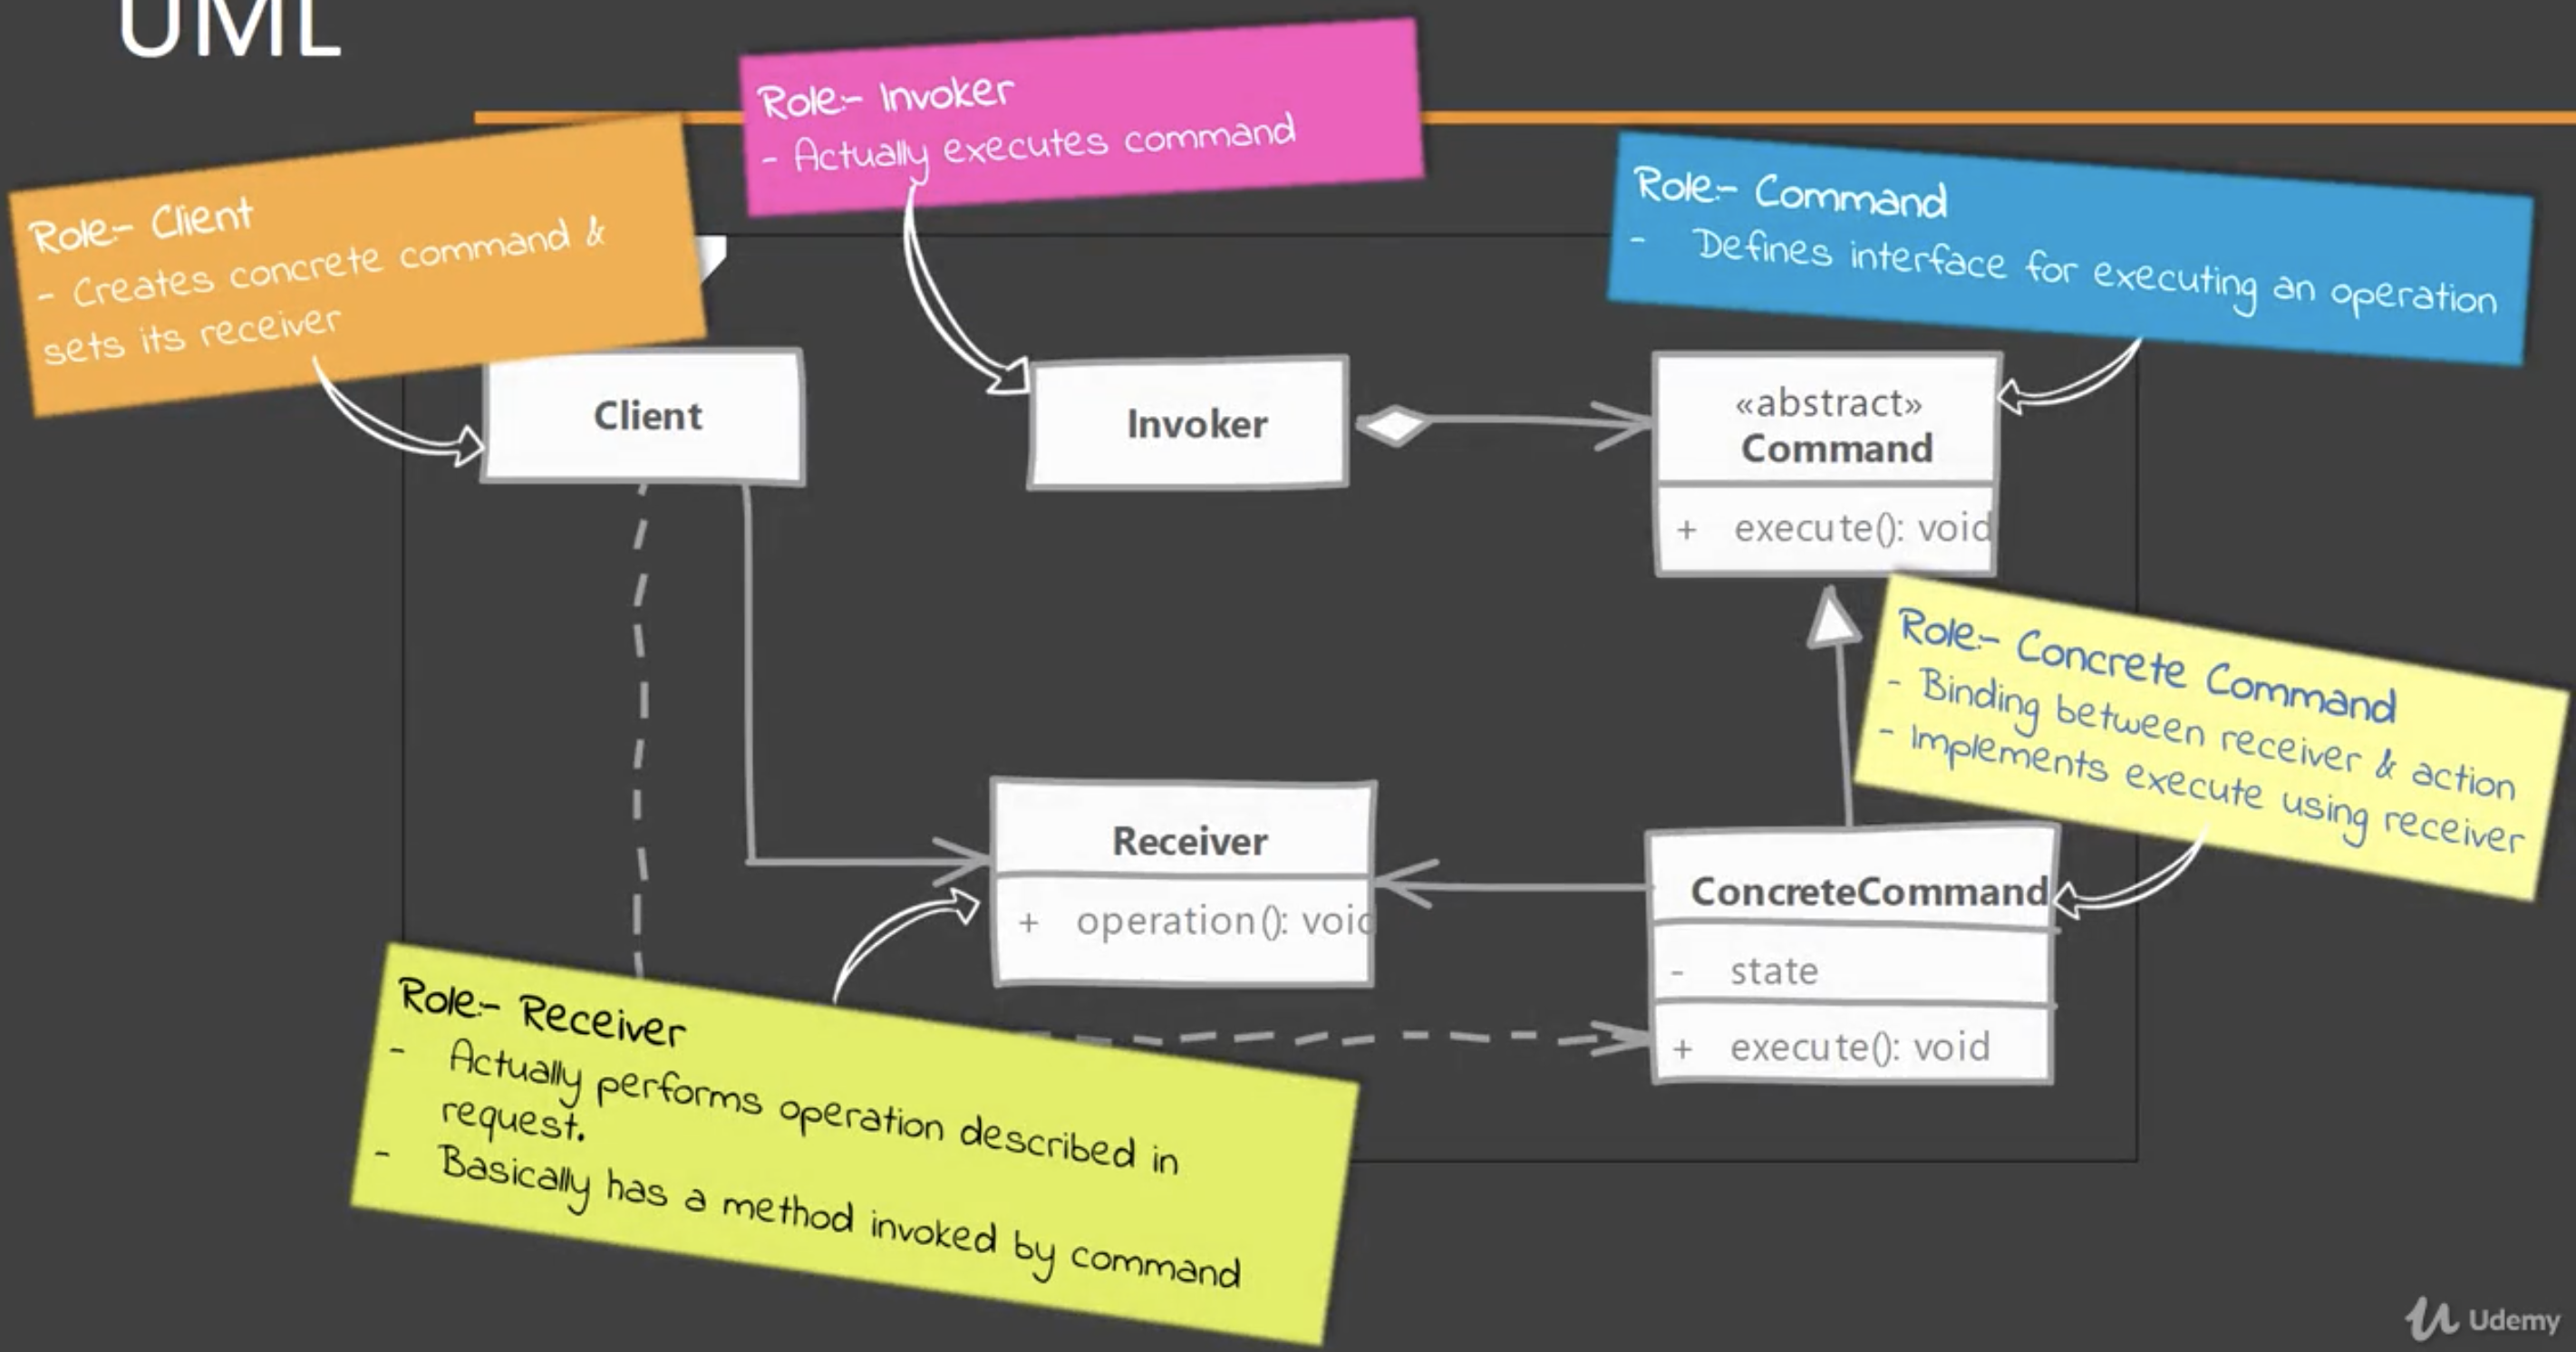 UML
Role:- Invoker
- Actually executes command
Role:- Command
- Defines interface for executing an operation
Role:- Client
- Creates concrete command &
sets its receiver
Client
Invoker
«abstract»
Command
+ execute(): void
Role:- Concrete Command
- Binding between receiver & action
- Implements execute using receiver
Receiver
+ operation(): void
ConcreteCommand
- state
+ execute(): void
Role:- Receiver
- Actually performs operation described in
request.
- Basically has a method invoked by command
Udemy